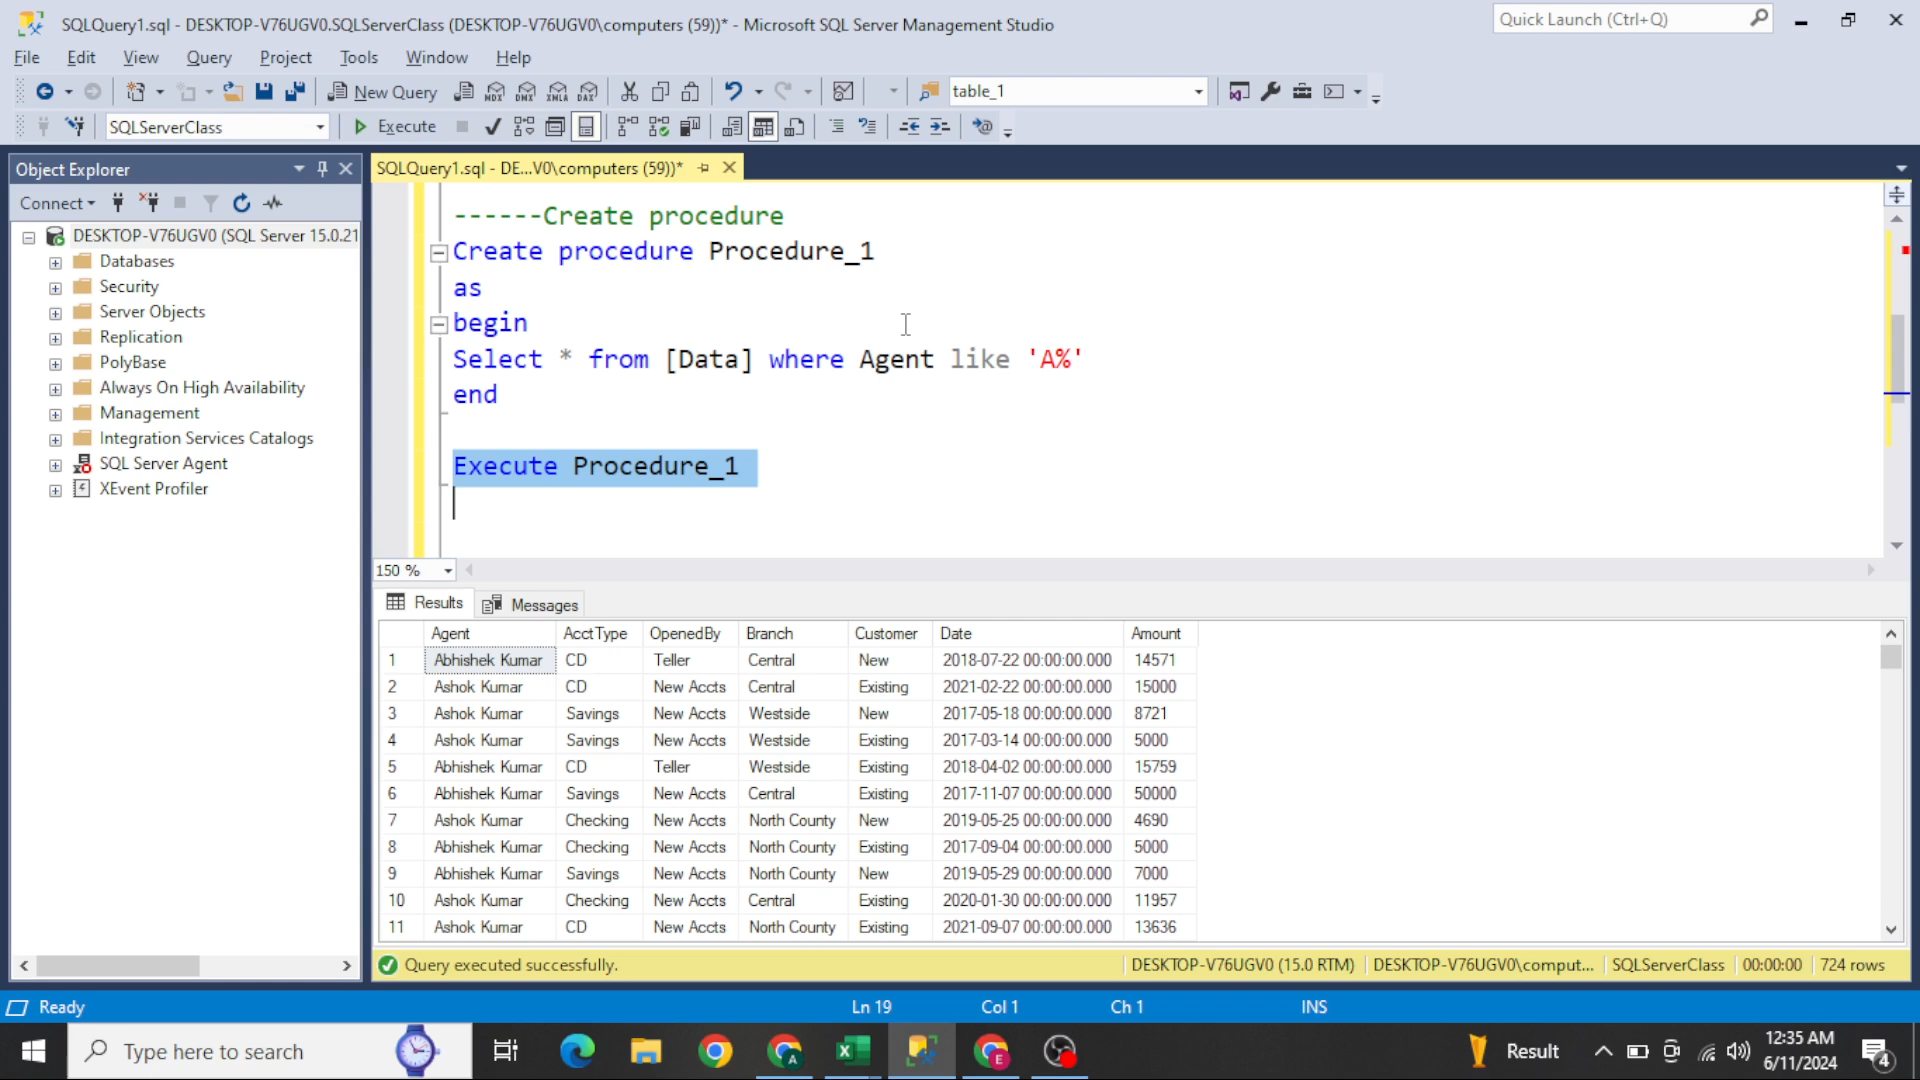 SQLQuery1.sql - DESKTOP-V76UGV0.SQLServerClass (DESKTOP-V76UGV0\computers (59))* - Microsoft SQL Server Management Studio
Quick Launch (Ctrl+Q)
File Edit View Query Project Tools Window Help
New Query
MDX DMX XMLA DAX
table_1
SQLServerClass
Execute
Object Explorer
Connect
DESKTOP-V76UGV0 (SQL Server 15.0.21
Databases
Security
Server Objects
Replication
PolyBase
Always On High Availability
Management
Integration Services Catalogs
SQL Server Agent
XEvent Profiler
SQLQuery1.sql - DE...V0\computers (59))*
------Create procedure
Create procedure Procedure_1
as
begin
Select * from [Data] where Agent like 'A%'
end
Execute Procedure_1
150 %
Results Messages
Agent AcctType OpenedBy Branch Customer Date Amount
1 Abhishek Kumar CD Teller Central New 2018-07-22 00:00:00.000 14571
2 Ashok Kumar CD New Accts Central Existing 2021-02-22 00:00:00.000 15000
3 Ashok Kumar Savings New Accts Westside New 2017-05-18 00:00:00.000 8721
4 Ashok Kumar Savings New Accts Westside Existing 2017-03-14 00:00:00.000 5000
5 Abhishek Kumar CD Teller Westside Existing 2018-04-02 00:00:00.000 15759
6 Abhishek Kumar Savings New Accts Central Existing 2017-11-07 00:00:00.000 50000
7 Ashok Kumar Checking New Accts North County New 2019-05-25 00:00:00.000 4690
8 Abhishek Kumar Checking New Accts North County Existing 2017-09-04 00:00:00.000 5000
9 Abhishek Kumar Savings New Accts North County New 2019-05-29 00:00:00.000 7000
10 Ashok Kumar Checking New Accts Central Existing 2020-01-30 00:00:00.000 11957
11 Ashok Kumar CD New Accts North County Existing 2021-09-07 00:00:00.000 13636
Query executed successfully.
DESKTOP-V76UGV0 (15.0 RTM) DESKTOP-V76UGV0\comput... SQLServerClass 00:00:00 724 rows
Ready
Ln 19 Col 1 Ch 1 INS
Type here to search
A
E
Result
12:35 AM
6/11/2024
4